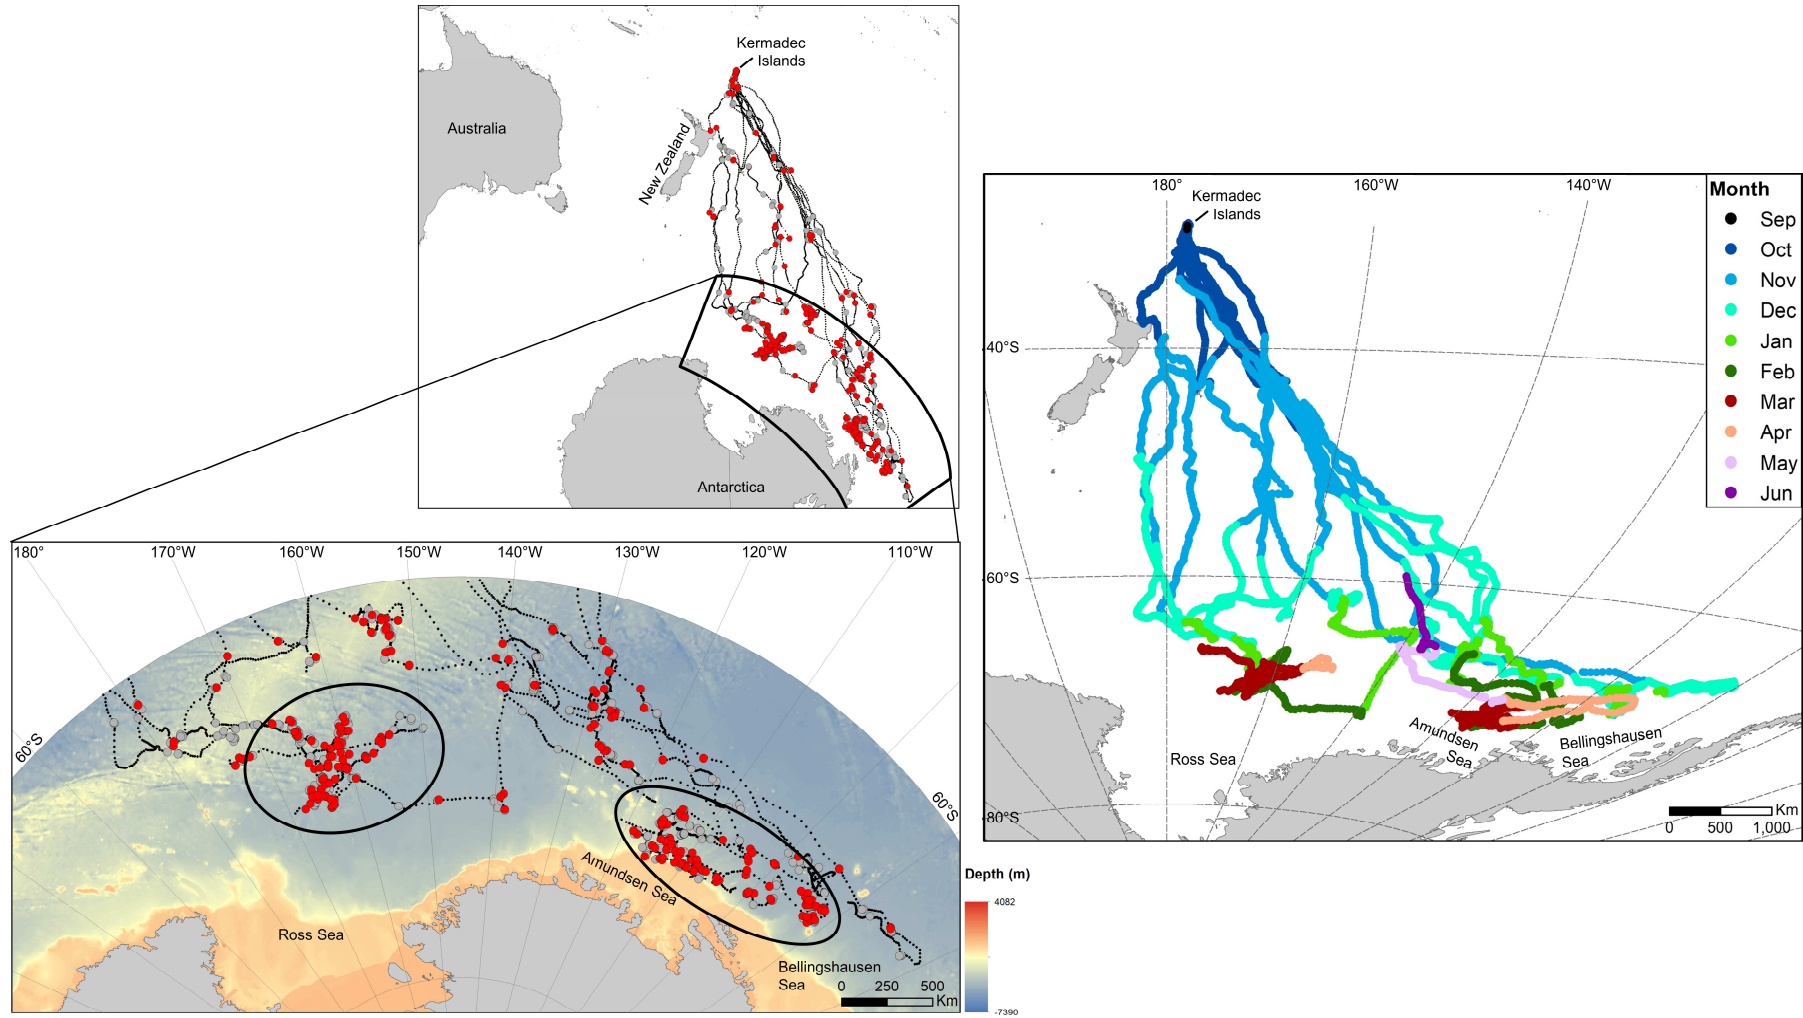 Kermadec
Islands
Australia
New Zealand
Antarctica
180°
170°W
160°W
150°W
140°W
130°W
120°W
110°W
60°S
60°S
Amundsen Sea
Ross Sea
Bellingshausen
Sea
0 250 500
Km
Depth (m)
4082
-7390
180°
160°W
140°W
Kermadec
Islands
40°S
60°S
80°S
Ross Sea
Amundsen
Sea
Bellingshausen
Sea
0 500 1,000
Km
Month
Sep
Oct
Nov
Dec
Jan
Feb
Mar
Apr
May
Jun